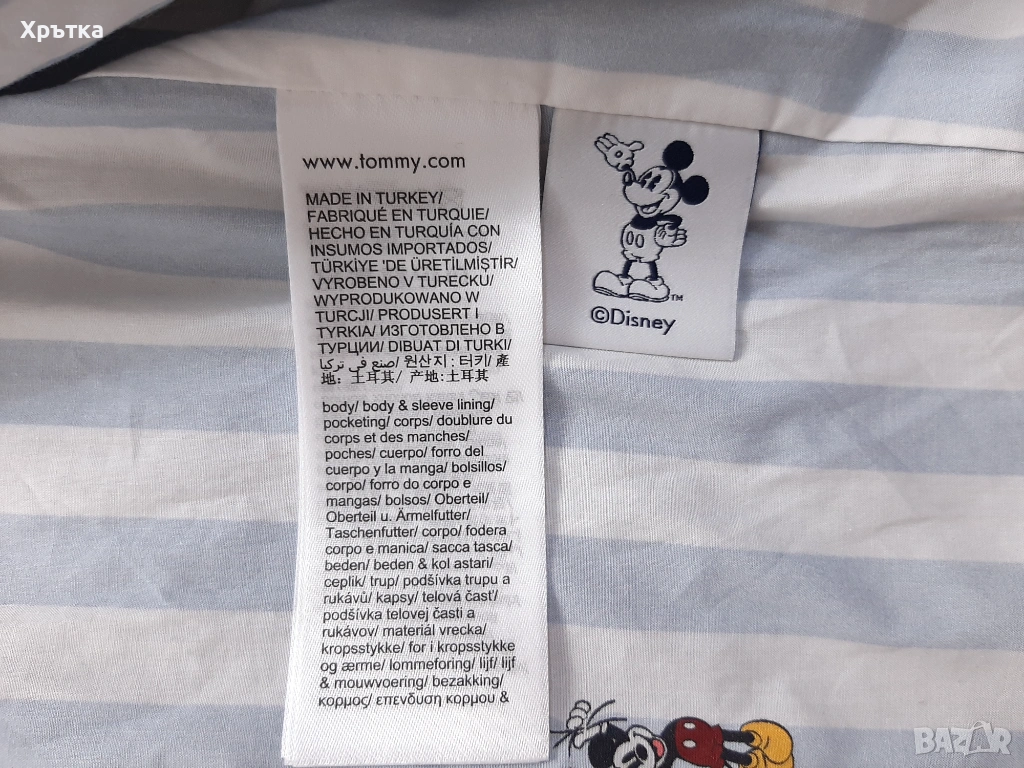 Хрътка
www.tommy.com
MADE IN TURKEY/
FABRIQUÉ EN TURQUIE/
HECHO EN TURQUÍA CON
INSUMOS IMPORTADOS/
TÜRKİYE 'DE ÜRETİLMİŞTİR/
VYROBENO V TURECKU/
WYPRODUKOWANO W
TURCJI/ PRODUSERT I
TYRKIA/ ИЗГОТОВЛЕНО В
ТУРЦИИ/ DIBUAT DI TURKI/
صنع في تركيا/ 원산지 : 터키/ 產
地: 土耳其/ 产地:土耳其
body/ body & sleeve lining/
pocketing/ corps/ doublure du
corps et des manches/
poches/ cuerpo/ forro del
cuerpo y la manga/ bolsillos/
corpo/ forro do corpo e
mangas/ bolsos/ Oberteil/
Oberteil u. Ärmelfutter/
Taschenfutter/ corpo/ fodera
corpo e manica/ sacca tasca/
beden/ beden & kol astari/
ceplik/ trup/ podšívka trupu a
rukávů/ kapsy/ telová časť/
podšívka telovej časti a
rukávov/ materiál vrecka/
kropsstykke/ for i kropsstykke
og ærme/ lommeforing/ lijf/ lijf
& mouwvoering/ bezakking/
κορμος/ επενδυση κορμου &
TM
©Disney
BAZAR